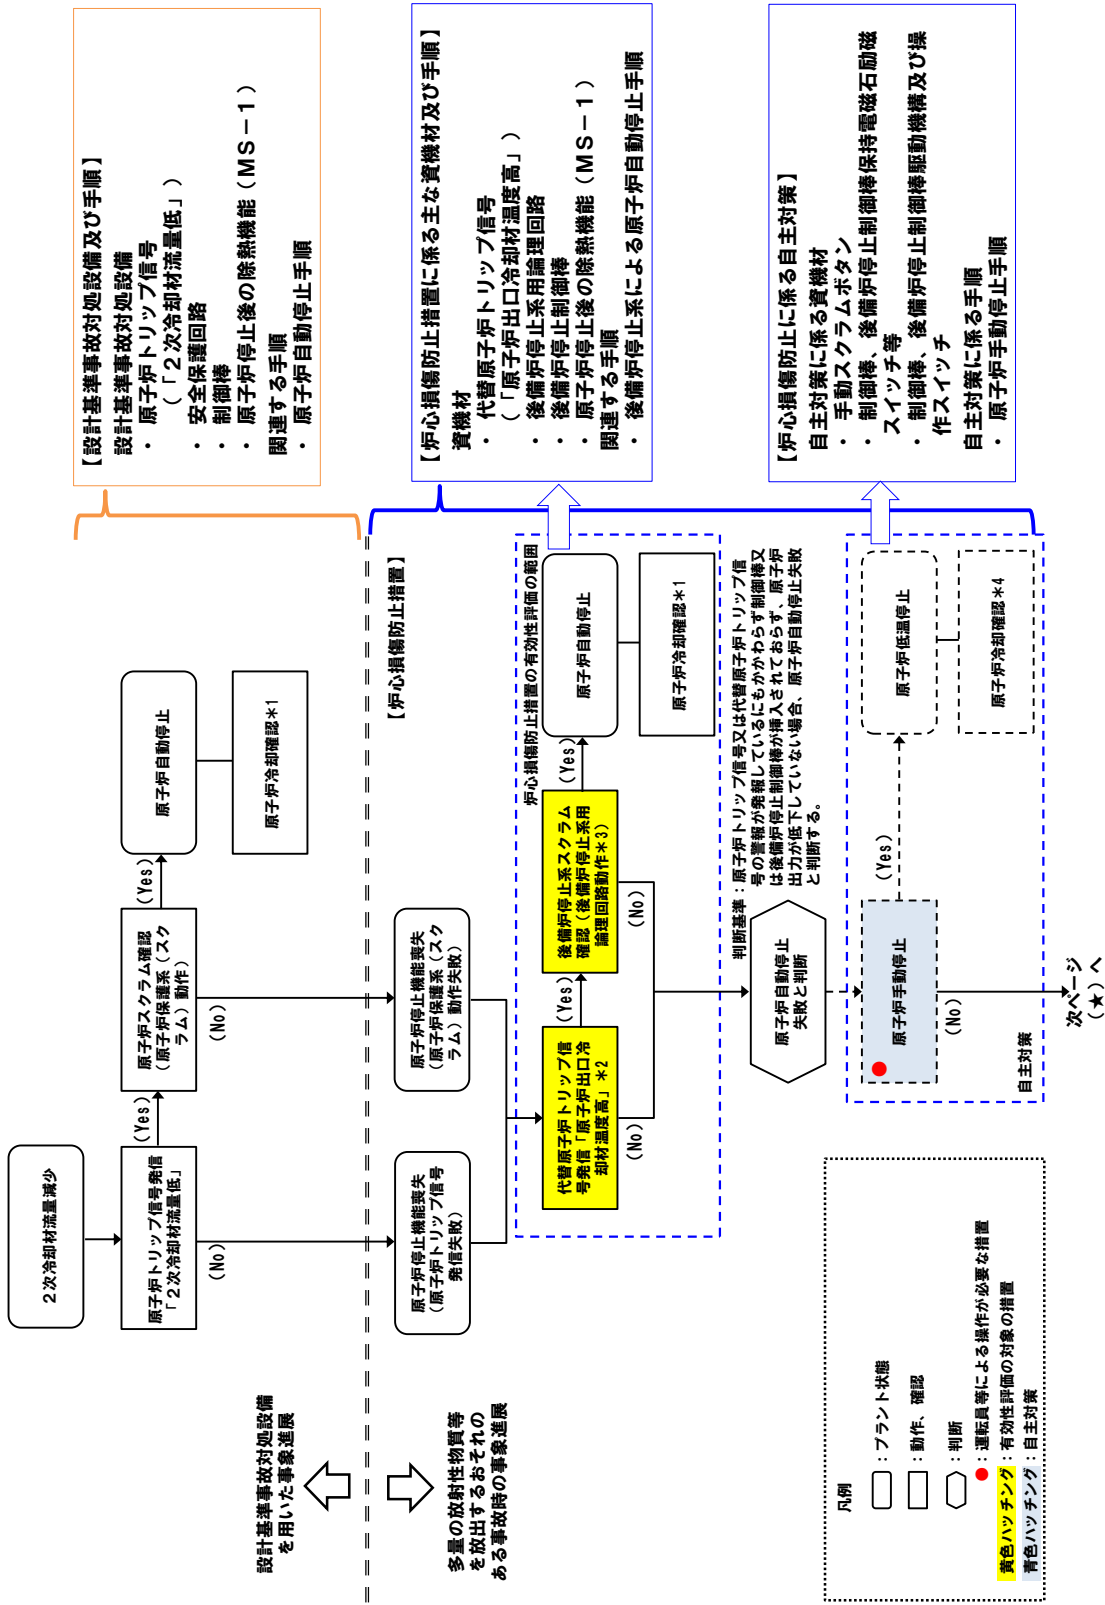 2次冷却材流量減少
原子炉トリップ信号発信
「2次冷却材流量低」
(Yes)
(No)
原子炉スクラム確認
(原子炉保護系(スク
ラム)動作)
(Yes)
(No)
原子炉自動停止
原子炉冷却確認*1
【設計基準事故対処設備及び手順】
設計基準事故対処設備
・ 原子炉トリップ信号
(「2次冷却材流量低」)
・ 安全保護回路
・ 制御棒
・ 原子炉停止後の除熱機能(MS-1)
関連する手順
・ 原子炉自動停止手順
設計基準事故対処設備
を用いた事象進展
多量の放射性物質等
を放出するおそれの
ある事故時の事象進展
【炉心損傷防止措置】
原子炉停止機能喪失
(原子炉トリップ信号
発信失敗)
原子炉停止機能喪失
(原子炉保護系(スク
ラム)動作失敗)
炉心損傷防止措置の有効性評価の範囲
代替原子炉トリップ信
号発信「原子炉出口冷
却材温度高」*2
(Yes)
(No)
後備炉停止系スクラム
確認(後備炉停止系用
論理回路動作*3)
(Yes)
(No)
原子炉自動停止
原子炉冷却確認*1
【炉心損傷防止措置に係る主な資機材及び手順】
資機材
・ 代替原子炉トリップ信号
(「原子炉出口冷却材温度高」)
・ 後備炉停止系用論理回路
・ 後備炉停止制御棒
・ 原子炉停止後の除熱機能(MS-1)
関連する手順
・ 後備炉停止系による原子炉自動停止手順
判断基準:原子炉トリップ信号又は代替原子炉トリップ信
号の警報が発報しているにもかかわらず制御棒又
は後備炉停止制御棒が挿入されておらず、原子炉
出力が低下していない場合、原子炉自動停止失敗
と判断する。
原子炉自動停止
失敗と判断
原子炉手動停止
(Yes)
(No)
原子炉低温停止
原子炉冷却確認*4
自主対策
次ページ
(★)へ
【炉心損傷防止に係る自主対策】
自主対策に係る資機材
・ 手動スクラムボタン
・ 制御棒、後備炉停止制御棒保持電磁石励磁
スイッチ等
・ 制御棒、後備炉停止制御棒駆動機構及び操
作スイッチ
自主対策に係る手順
・ 原子炉手動停止手順
凡例
:プラント状態
:動作、確認
:判断
:運転員等による操作が必要な措置
黄色ハッチング:有効性評価の対象の措置
青色ハッチング:自主対策